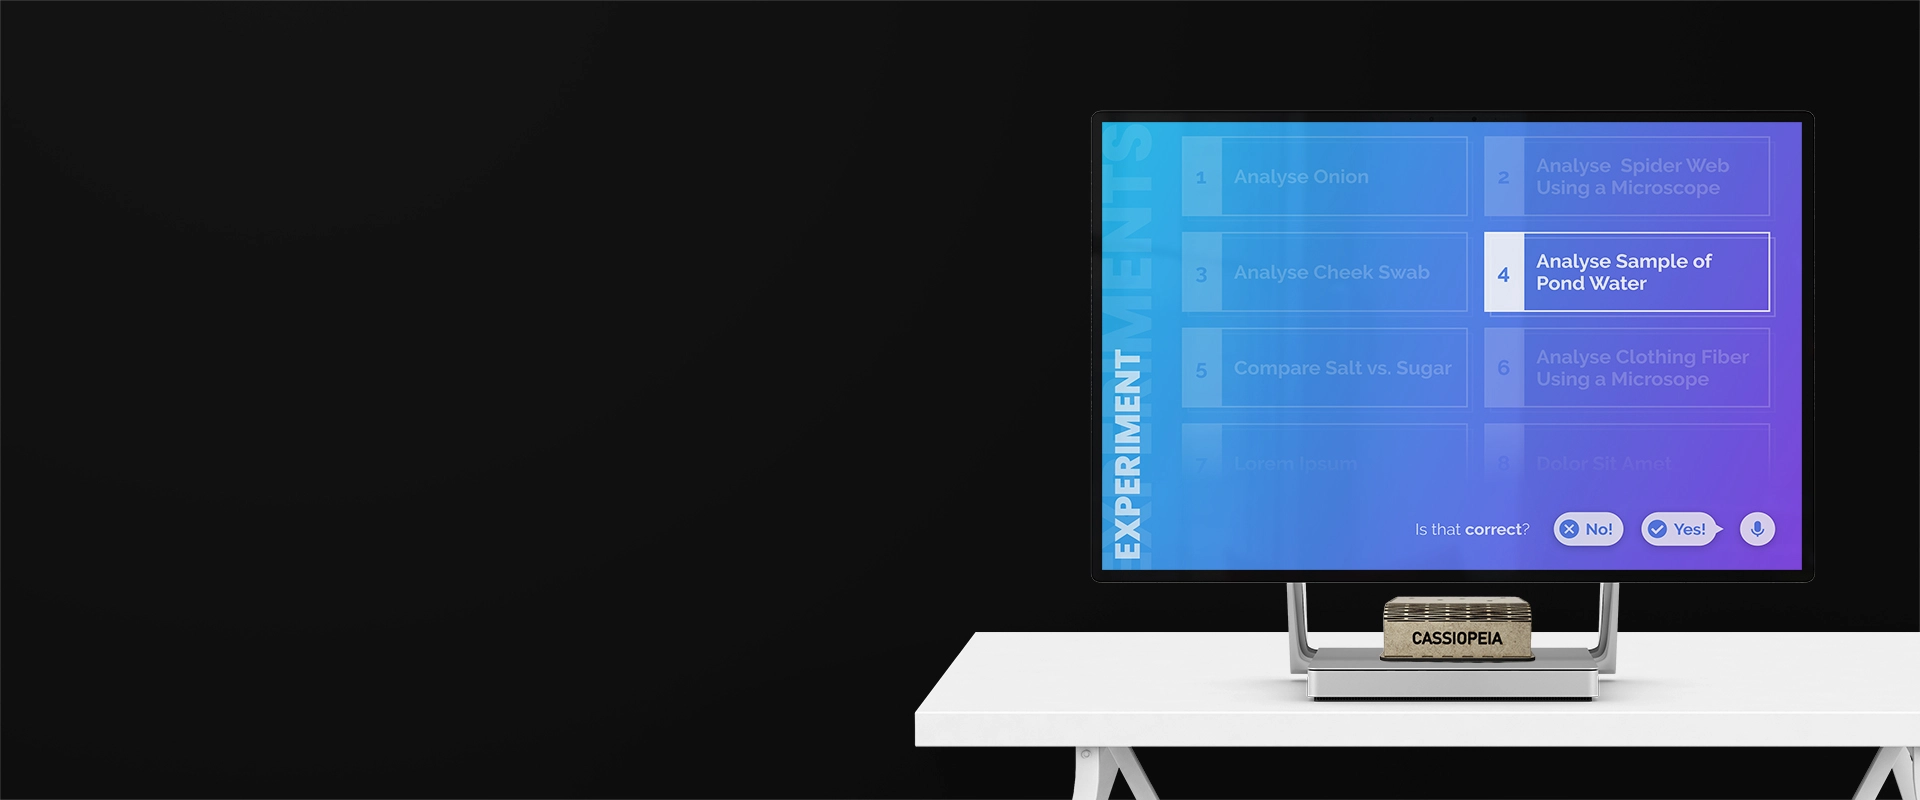 EXPERIMENTS
EXPERIMENT
1
Analyse Onion
2
Analyse Spider Web
Using a Microscope
3
Analyse Cheek Swab
4
Analyse Sample of
Pond Water
5
Compare Salt vs. Sugar
6
Analyse Clothing Fiber
Using a Microsope
7
Lorem Ipsum
8
Dolor Sit Amet
Is that correct?
No!
Yes!
CASSIOPEIA